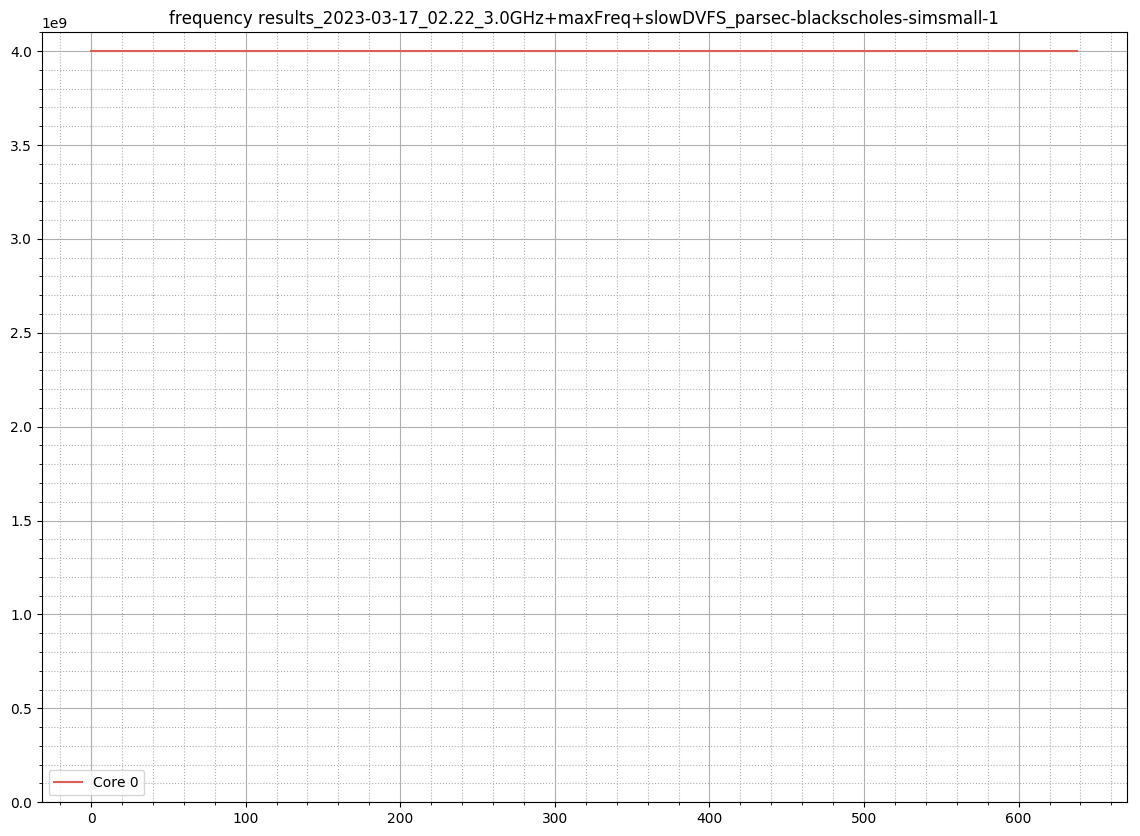 frequency results_2023-03-17_02.22_3.0GHz+maxFreq+slowDVFS_parsec-blackscholes-simsmall-1
1e9
4.0
3.5
3.0
2.5
2.0
1.5
1.0
0.5
0.0
Core 0
0 100 200 300 400 500 600